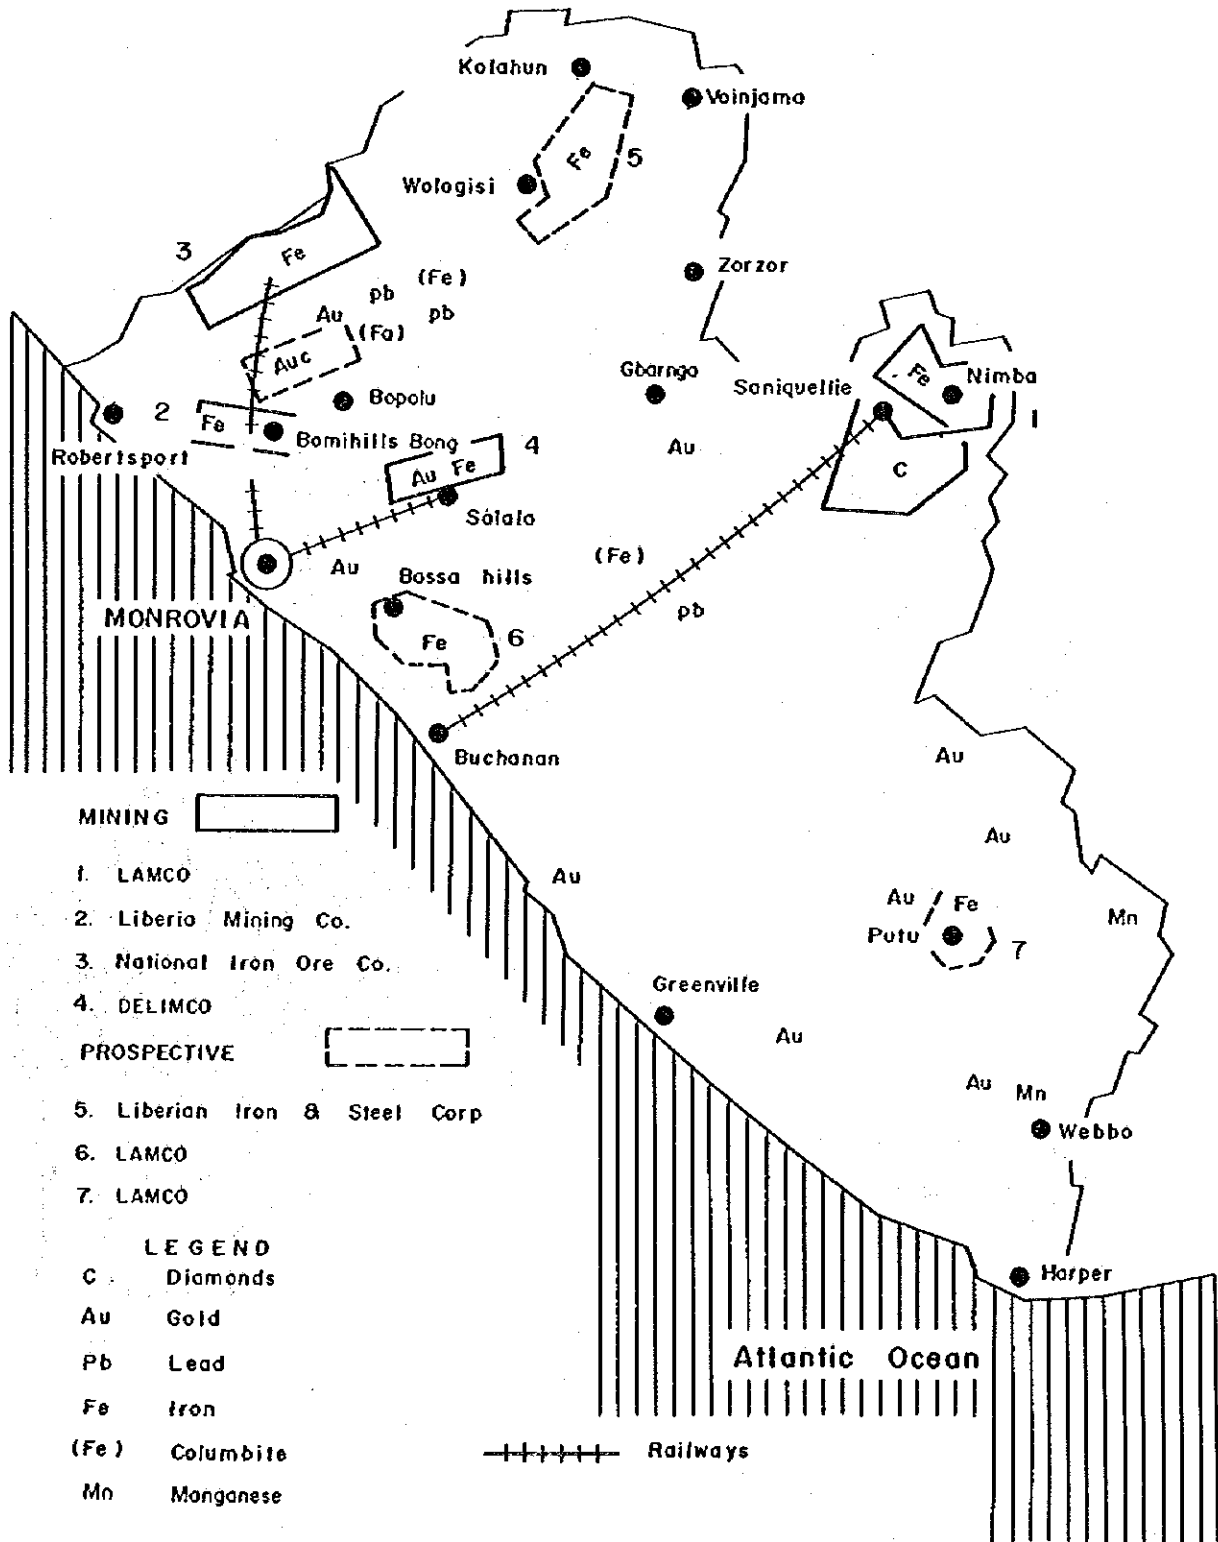 Kolahun
Voinjama
Fe
5
Wologisi
3
Fe
Zorzor
(Fe)
pb
Au
pb
(Fa)
Au c
Gbarnga
Saniquellie
Fe
Nimba
1
Bopolu
2
Fe
Bomihills
Bong
4
Robertsport
Au
Au Fe
C
Salala
Au
(Fe)
Bossa hills
MONROVIA
pb
Fe
6
Buchanan
Au
MINING
Au
1. LAMCO
Au
2. Liberia Mining Co.
Au
Fe
Mn
Putu
7
3. National Iron Ore Co.
Greenville
4. DELIMCO
Au
PROSPECTIVE
Au
Mn
5. Liberian Iron & Steel Corp
Webbo
6. LAMCO
7. LAMCO
LEGEND
C Diamonds
Harper
Au Gold
Atlantic Ocean
Pb Lead
Fe Iron
(Fe) Columbite
Railways
Mn Manganese